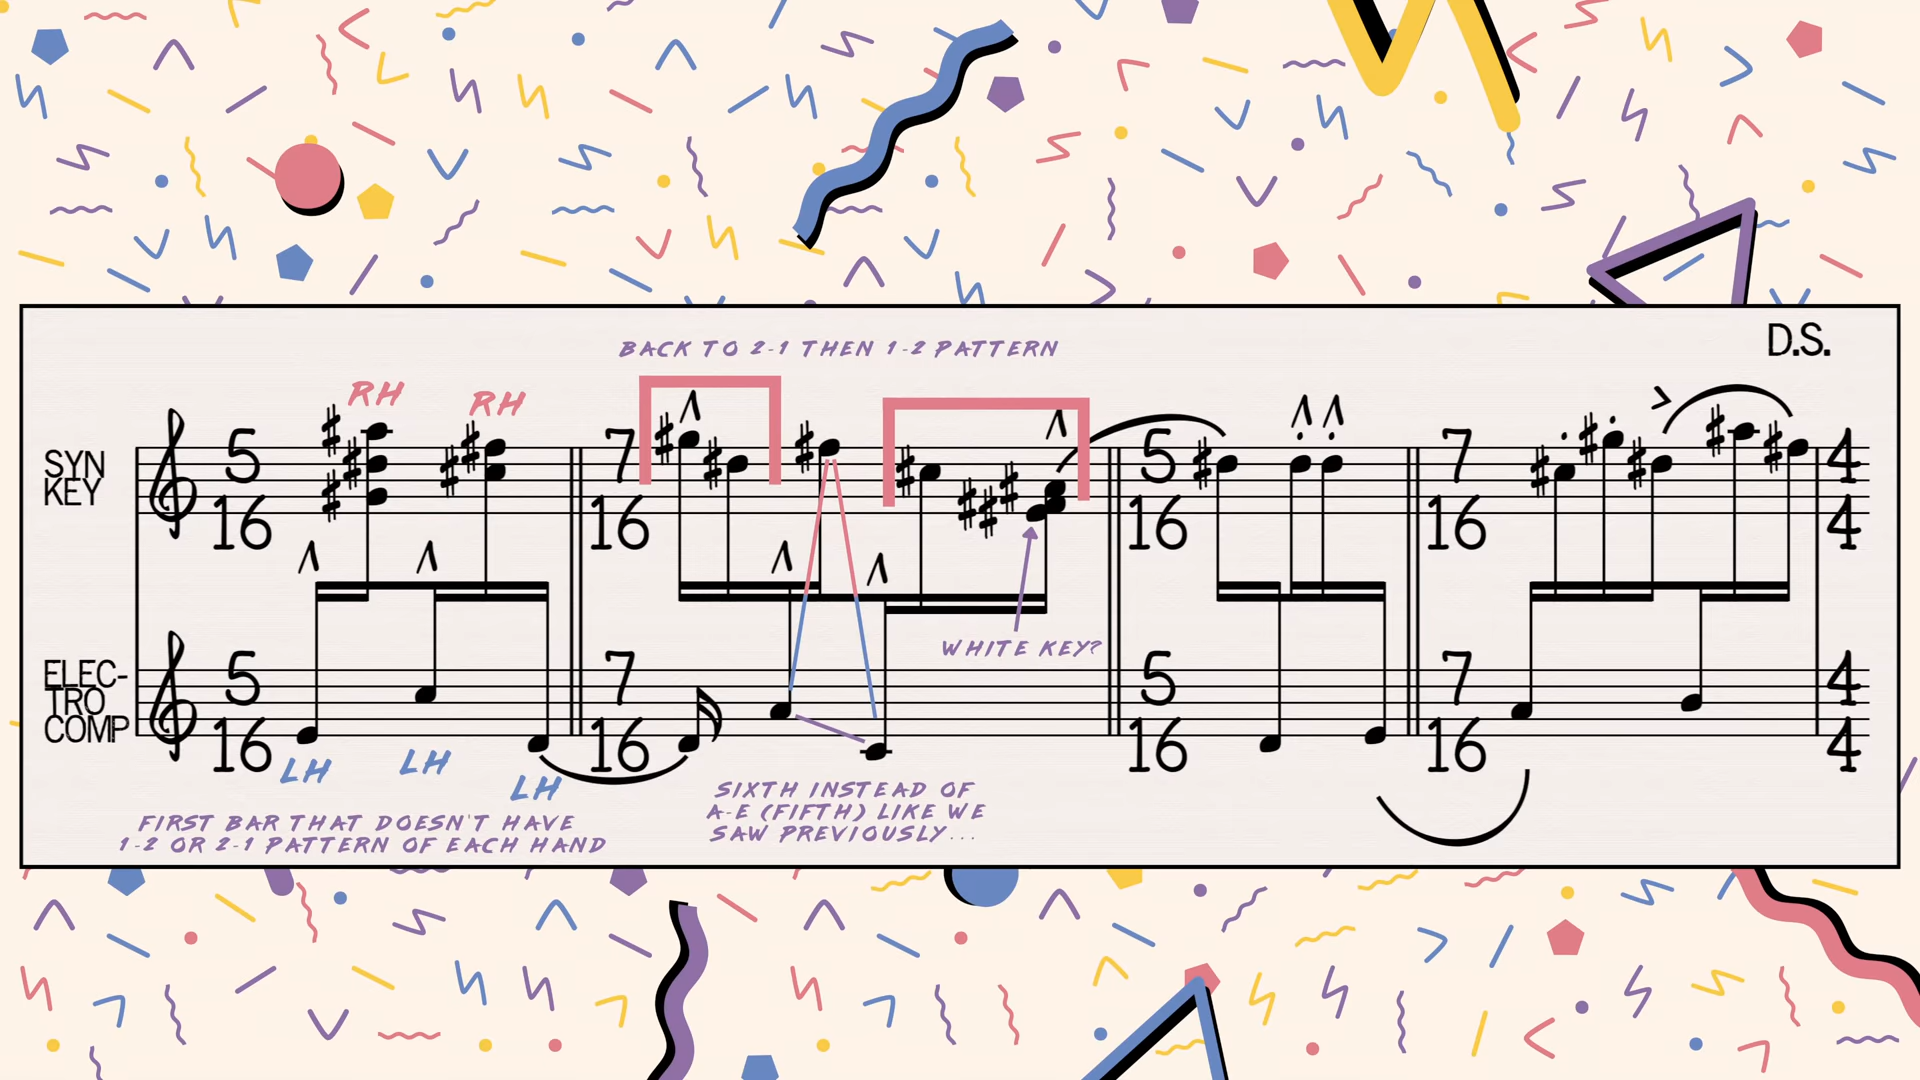 D.S.
BACK TO 2-1 THEN 1-2 PATTERN
RH
RH
SYN
KEY
5
16
7
16
5
16
7
16
4
4
WHITE KEY?
ELEC-
TRO
COMP
5
16
7
16
5
16
7
16
4
4
LH
LH
LH
SIXTH INSTEAD OF
A-E (FIFTH) LIKE WE
SAW PREVIOUSLY...
FIRST BAR THAT DOESN'T HAVE
1-2 OR 2-1 PATTERN OF EACH HAND